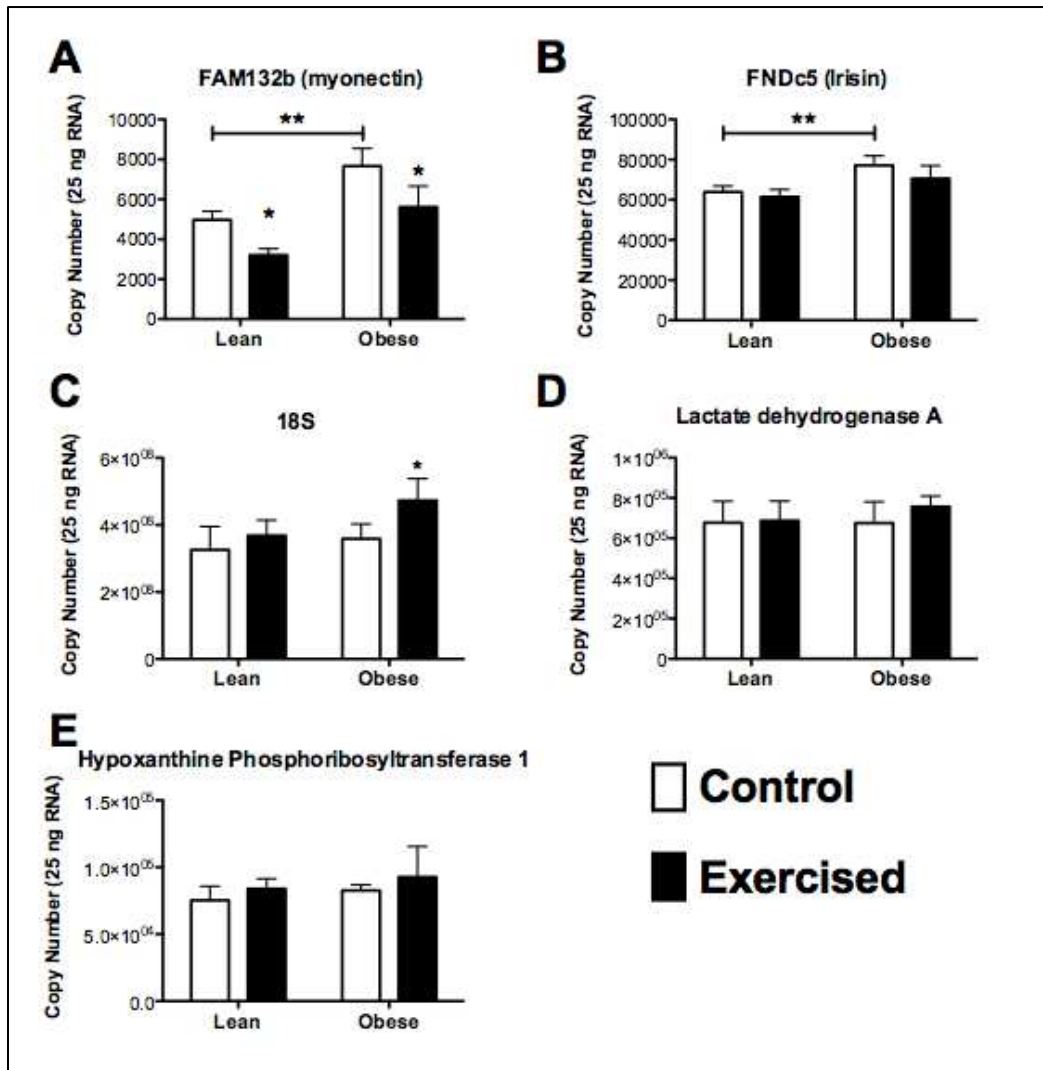 A
FAM132b (myonectin)
Copy Number (25 ng RNA)
10000
8000
6000
4000
2000
0
**
*
*
Lean
Obese
B
FNDc5 (Irisin)
Copy Number (25 ng RNA)
100000
80000
60000
40000
20000
0
**
Lean
Obese
C
18S
Copy Number (25 ng RNA)
6×10
4×10
2×10
0
*
Lean
Obese
D
Lactate dehydrogenase A
Copy Number (25 ng RNA)
1×10⁰⁶
8×10⁰⁵
6×10⁰⁵
4×10⁰⁵
2×10⁰⁵
0
Lean
Obese
E
Hypoxanthine Phosphoribosyltransferase 1
Copy Number (25 ng RNA)
1.5×10⁰⁵
1.0×10⁰⁵
5.0×10⁰⁴
0.0
Lean
Obese
Control
Exercised